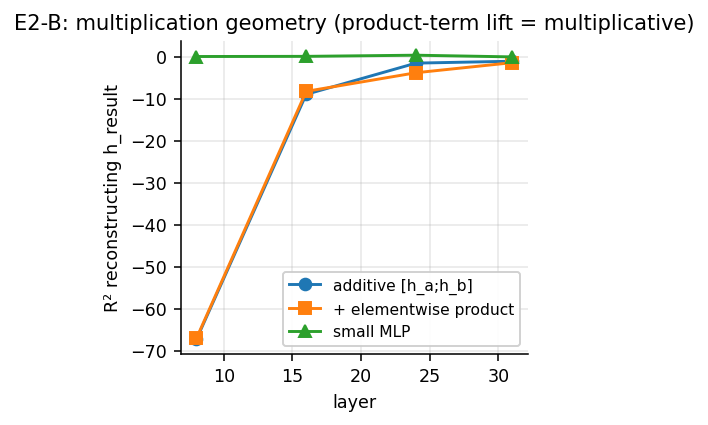 E2-B: multiplication geometry (product-term lift = multiplicative)
R² reconstructing h_result
0
−10
−20
−30
−40
−50
−60
−70
additive [h_a;h_b]
+ elementwise product
small MLP
10
15
20
25
30
layer